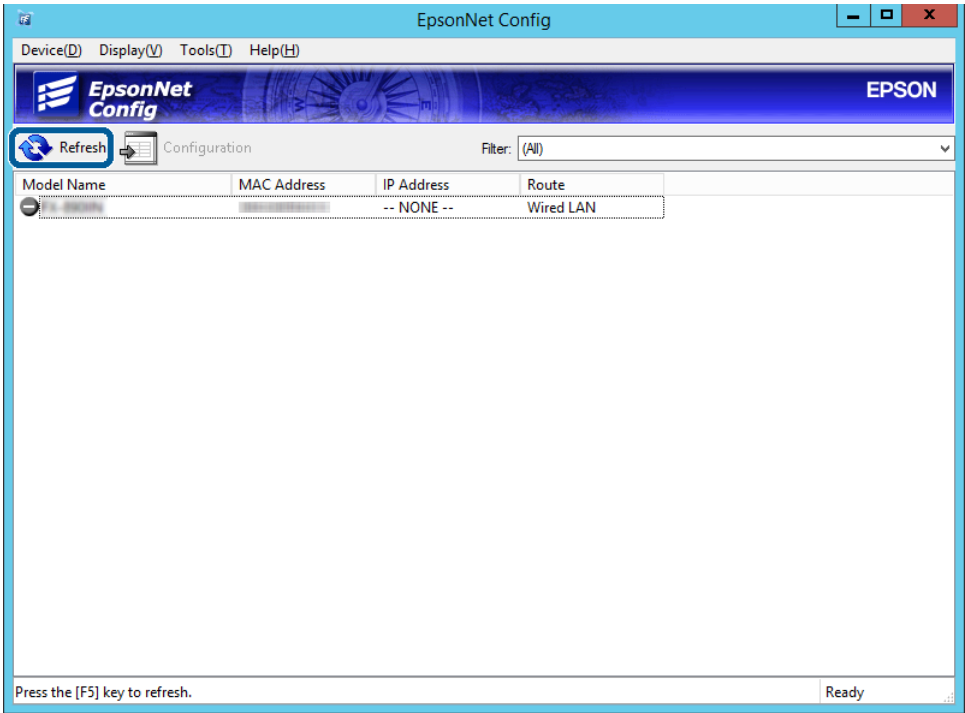 EpsonNet Config
Device(D) Display(V) Tools(T) Help(H)
EpsonNet
Config
EPSON
Refresh Configuration Filter: (All)
Model Name MAC Address IP Address Route
-- NONE -- Wired LAN
Press the [F5] key to refresh. Ready